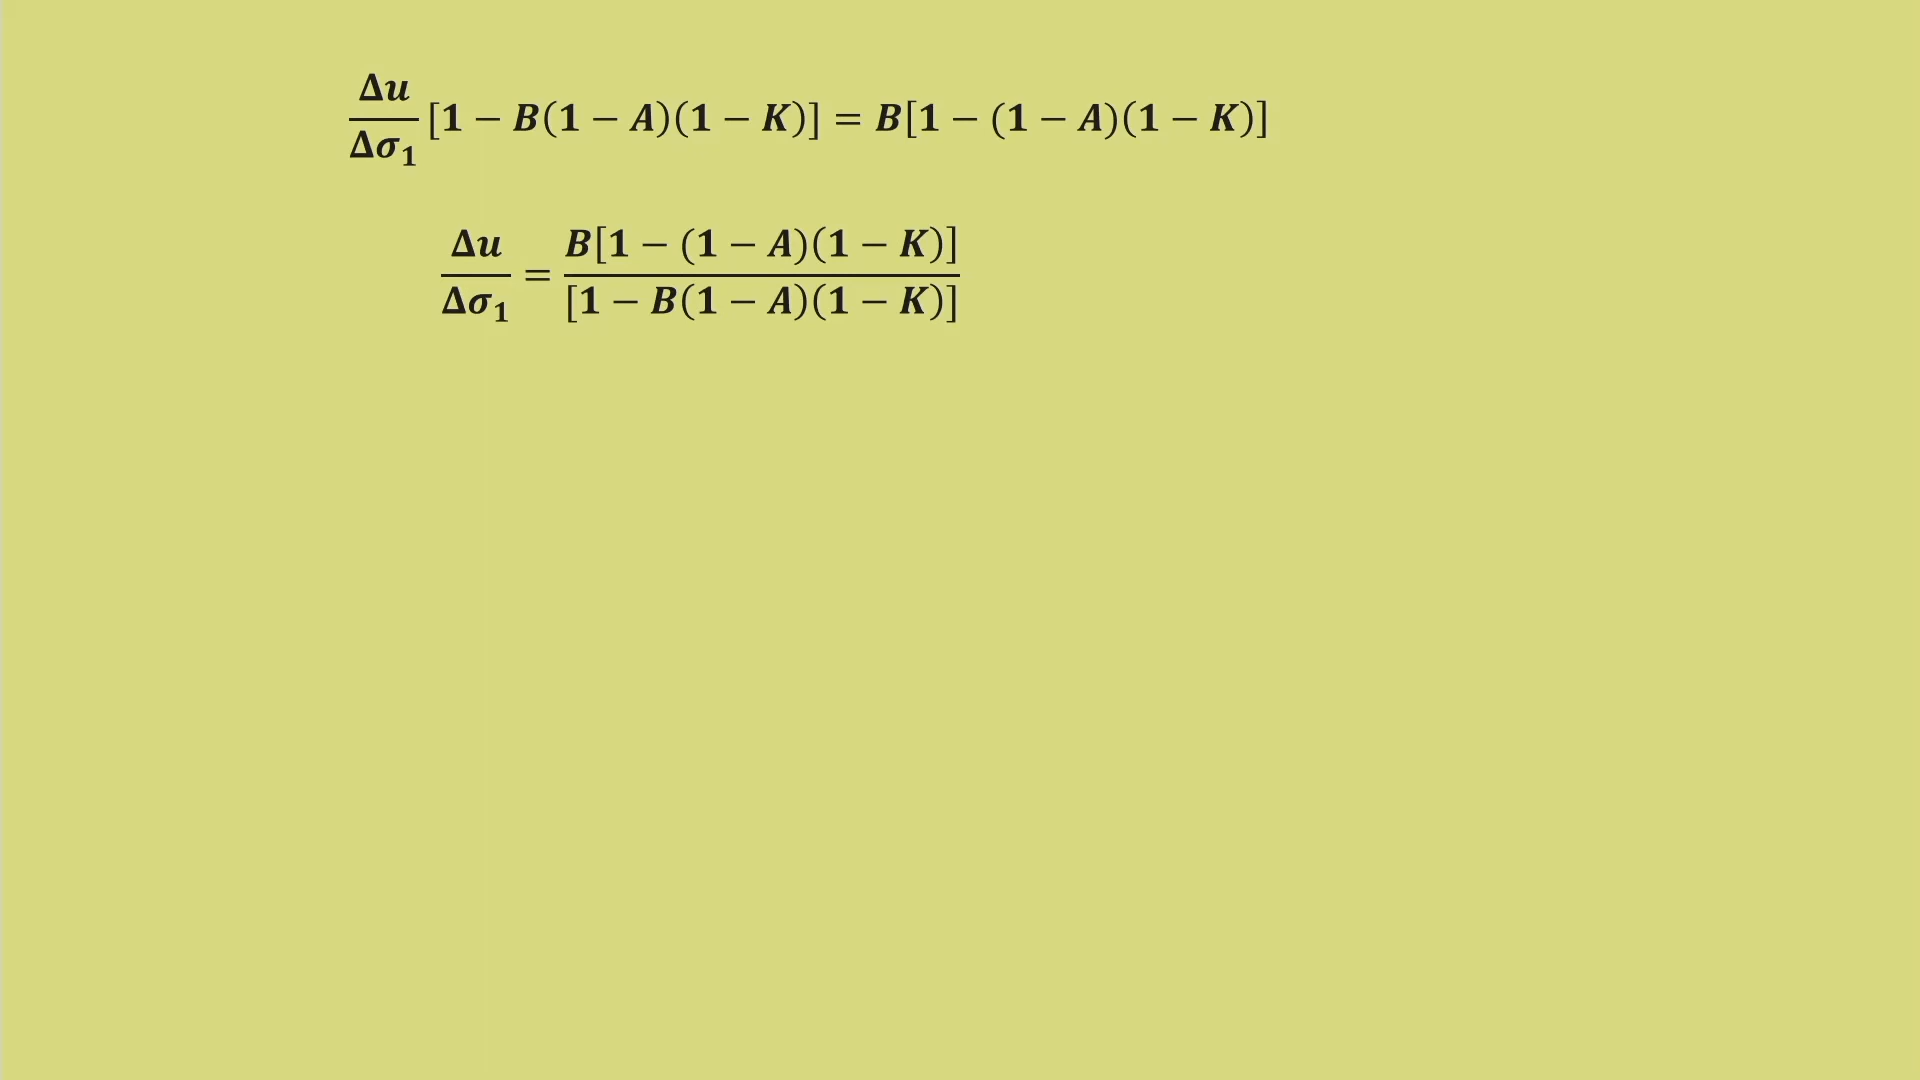 Δu/Δσ₁ [1 − B(1 − A)(1 − K)] = B[1 − (1 − A)(1 − K)]
Δu/Δσ₁ = B[1 − (1 − A)(1 − K)]/[1 − B(1 − A)(1 − K)]